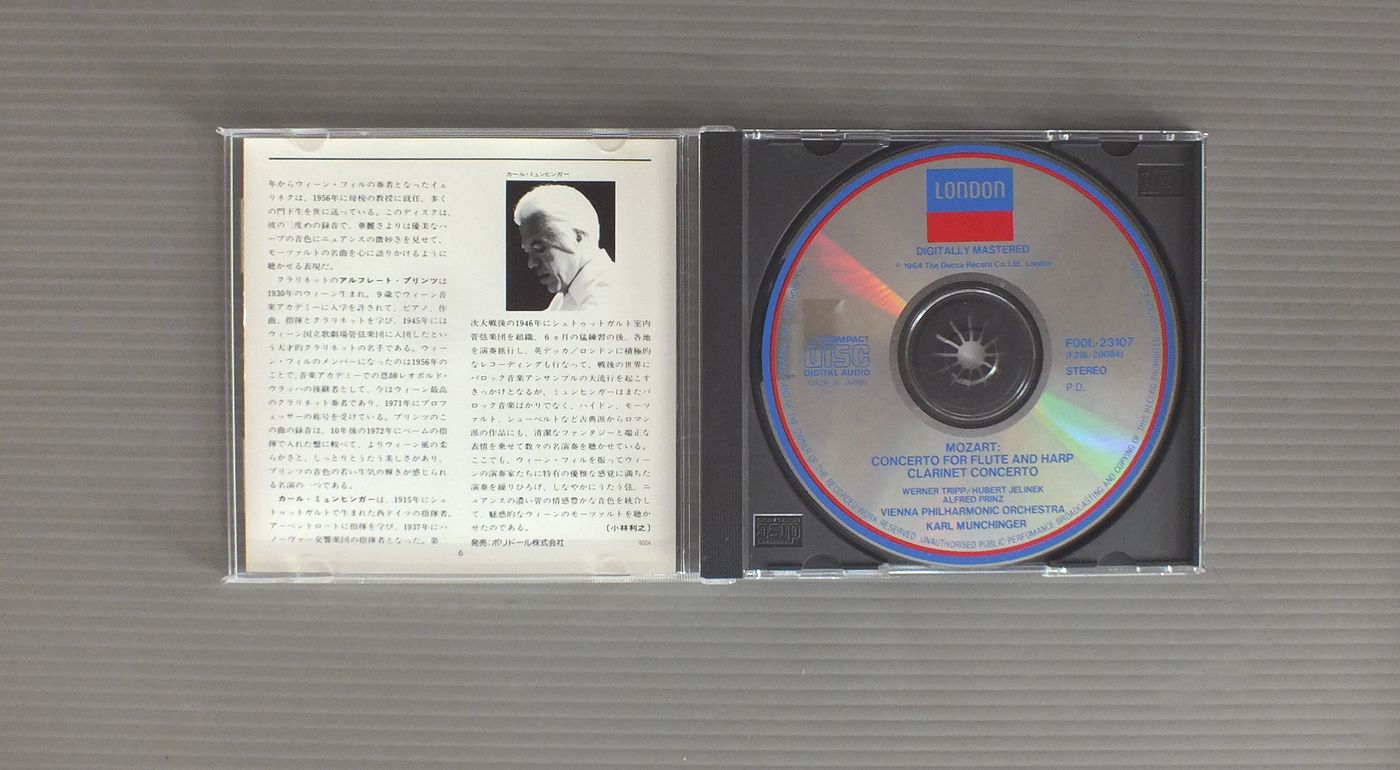 年からウィーン・フィルの奏者となったイェ
リネクは、1956年に母校の教授に就任、多く
の門下生を世に送っている。このディスクは、
彼の三度めの録音で、華麗さよりは優美なハ
ープの音色にニュアンスの微妙さを見せて、
モーツァルトの名曲を心に語りかけるように
聴かせる表現だ。
クラリネットのアルフレート・プリンツは
1930年のウィーン生まれ。9歳でウィーン音
楽アカデミーに入学を許されて、ピアノ、作
曲、指揮とクラリネットを学び、1945年には
ウィーン国立歌劇場管弦楽団に入団したとい
う天才的クラリネットの名手である。ウィー
ン・フィルのメンバーになったのは1956年の
ことで、音楽アカデミーでの恩師レオポルド・
ウラッハの後継者として、今はウィーン最高
のクラリネット奏者であり、1971年にプロフ
ェッサーの称号を受けている。プリンツのこ
の曲の録音は、10年後の1972年にベームの指
揮で入れた盤に較べて、よりウィーン風の柔
らかさと、しっとりとうたう美しさがあり、
プリンツの音色の若い生気の輝きが感じられ
る名演の一つである。
カール・ミュンヒンガーは、1915年にシュ
トゥットガルトで生まれた西ドイツの指揮者。
アーベントロートに指揮を学び、1937年にハ
ノーヴァー交響楽団の指揮者となった。第二
カール・ミュンヒンガー
次大戦後の1946年にシュトゥットガルト室内
管弦楽団を組織、6ヵ月の猛練習の後、各地
を演奏旅行し、英デッカ/ロンドンに積極的
なレコーディングも行なって、戦後の世界に
バロック音楽アンサンブルの大流行を起こす
きっかけとなるが、ミュンヒンガーはまたバ
ロック音楽ばかりでなく、ハイドン、モーツ
ァルト、シューベルトなど古典派からロマン
派の作品にも、清潔なファンタジーと端正な
表情を乗せて数々の名演奏を聴かせている。
ここでも、ウィーン・フィルを振ってウィー
ンの演奏家たちに特有の優雅な感覚に満ちた
演奏を繰りひろげ、しなやかにうたう弦、ニ
ュアンスの濃い管の情感豊かな音色を統合し
て、魅惑的なウィーンのモーツァルトを聴か
せたのである。 〔小林利之〕
発売:ポリドール株式会社 9004
6
LONDON
DIGITALLY MASTERED
℗ 1964 The Decca Record Co. Ltd., London
COMPACT
disc
DIGITAL AUDIO
MADE IN JAPAN
F00L-23107
(F28L-28084)
STEREO
P.D.
MOZART:
CONCERTO FOR FLUTE AND HARP
CLARINET CONCERTO
WERNER TRIPP/HUBERT JELINEK
ALFRED PRINZ
VIENNA PHILHARMONIC ORCHESTRA
KARL MUNCHINGER
OF THE OWNER OF THE RECORDED WORK RESERVED. UNAUTHORISED PUBLIC PERFORMANCE BROADCASTING AND COPYING OF THIS RECORD PROHIBITED